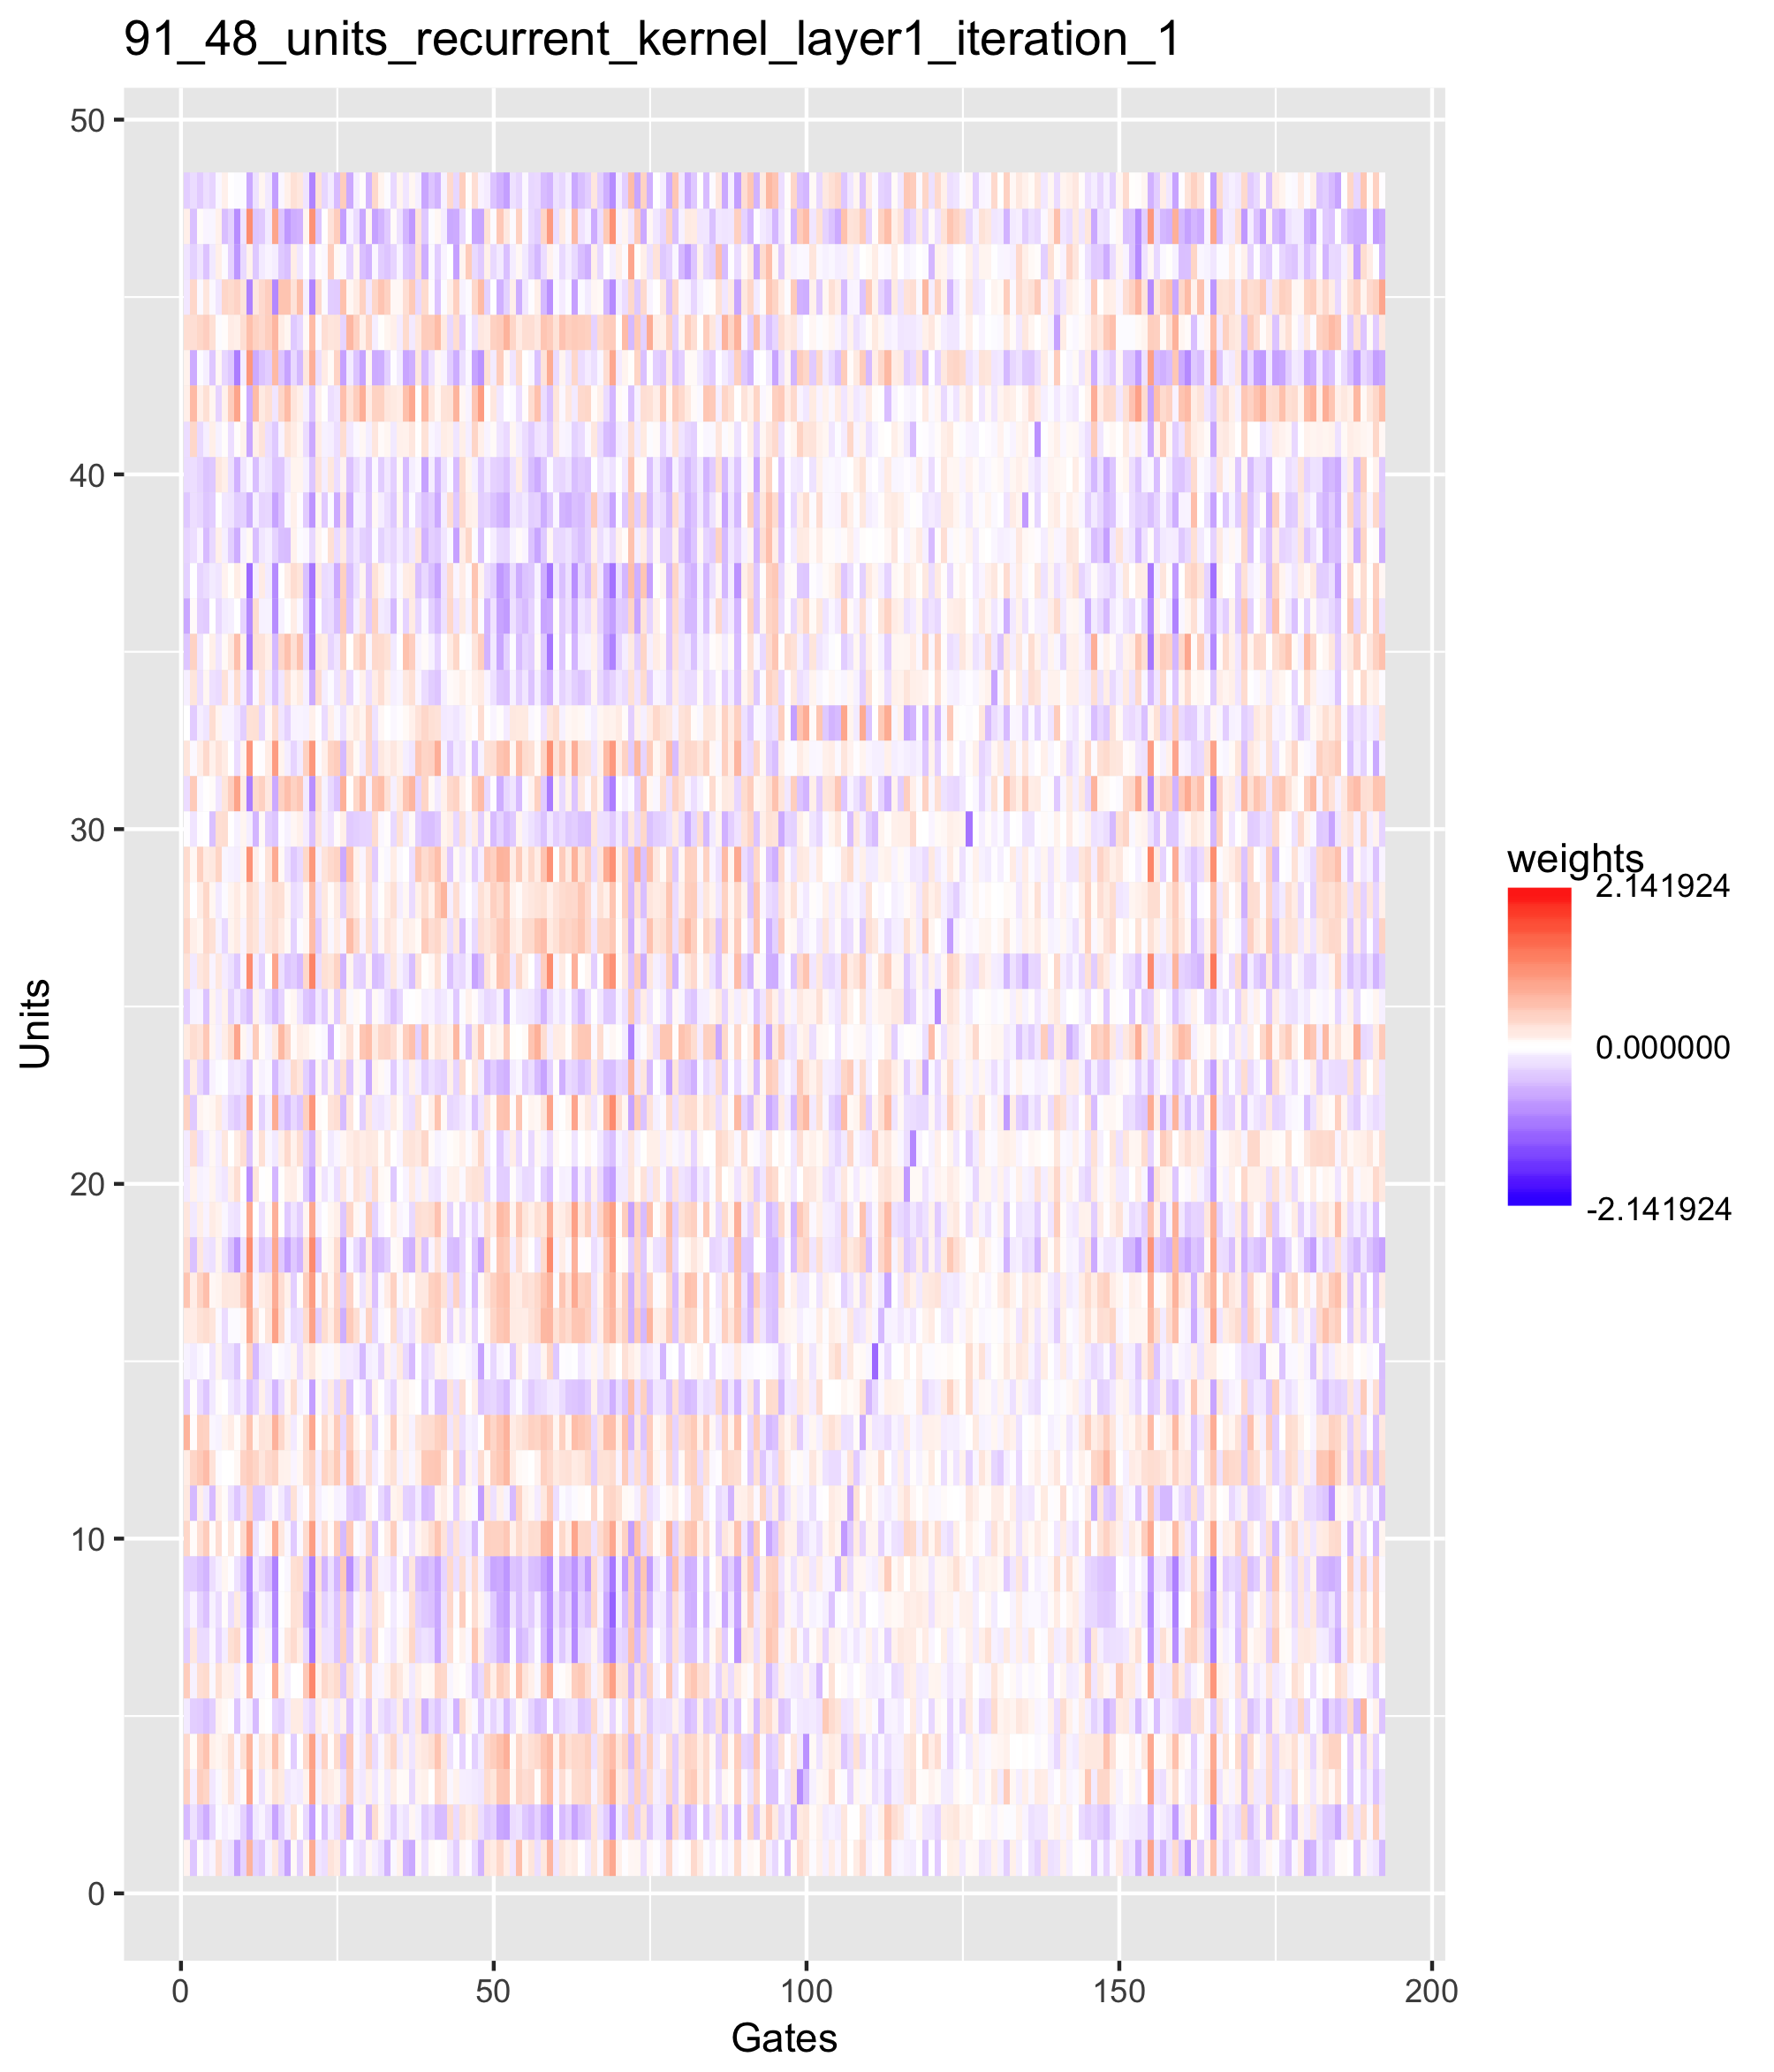 91_48_units_recurrent_kernel_layer1_iteration_1
50
40
30
20
10
0
Units
0 50 100 150 200
Gates
weights
2.141924
0.000000
-2.141924